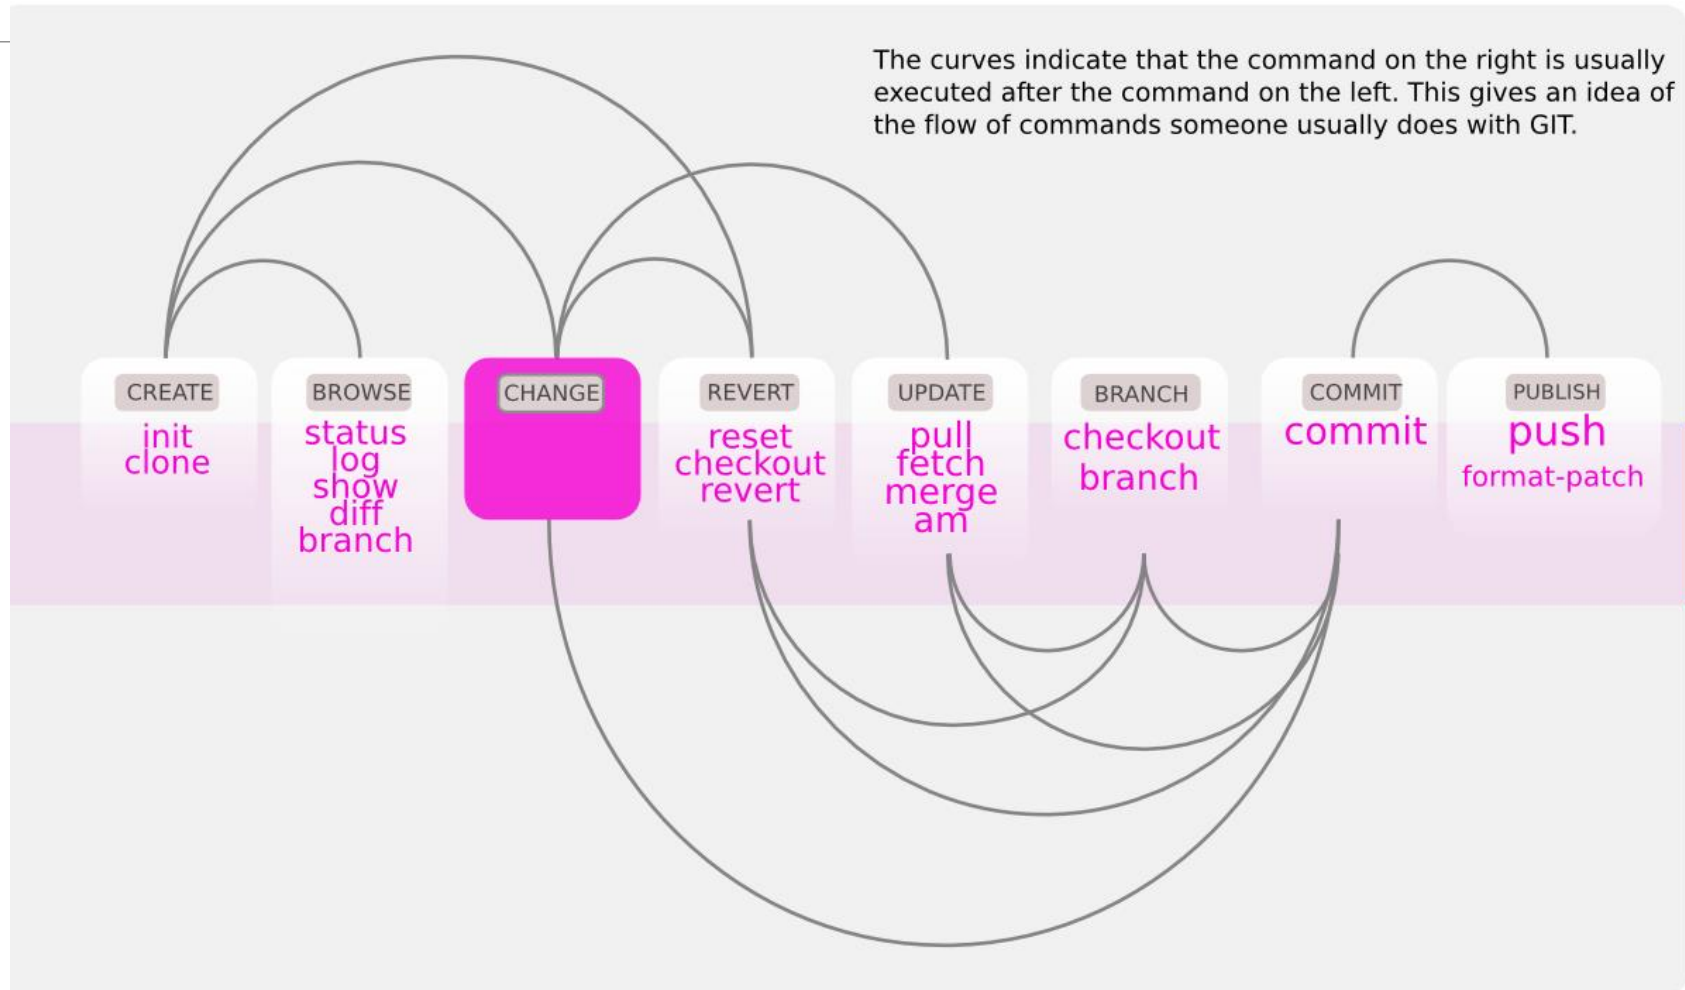 The curves indicate that the command on the right is usually
executed after the command on the left. This gives an idea of
the flow of commands someone usually does with GIT.
CREATE
init
clone
BROWSE
status
log
show
diff
branch
CHANGE
REVERT
reset
checkout
revert
UPDATE
pull
fetch
merge
am
BRANCH
checkout
branch
COMMIT
commit
PUBLISH
push
format-patch